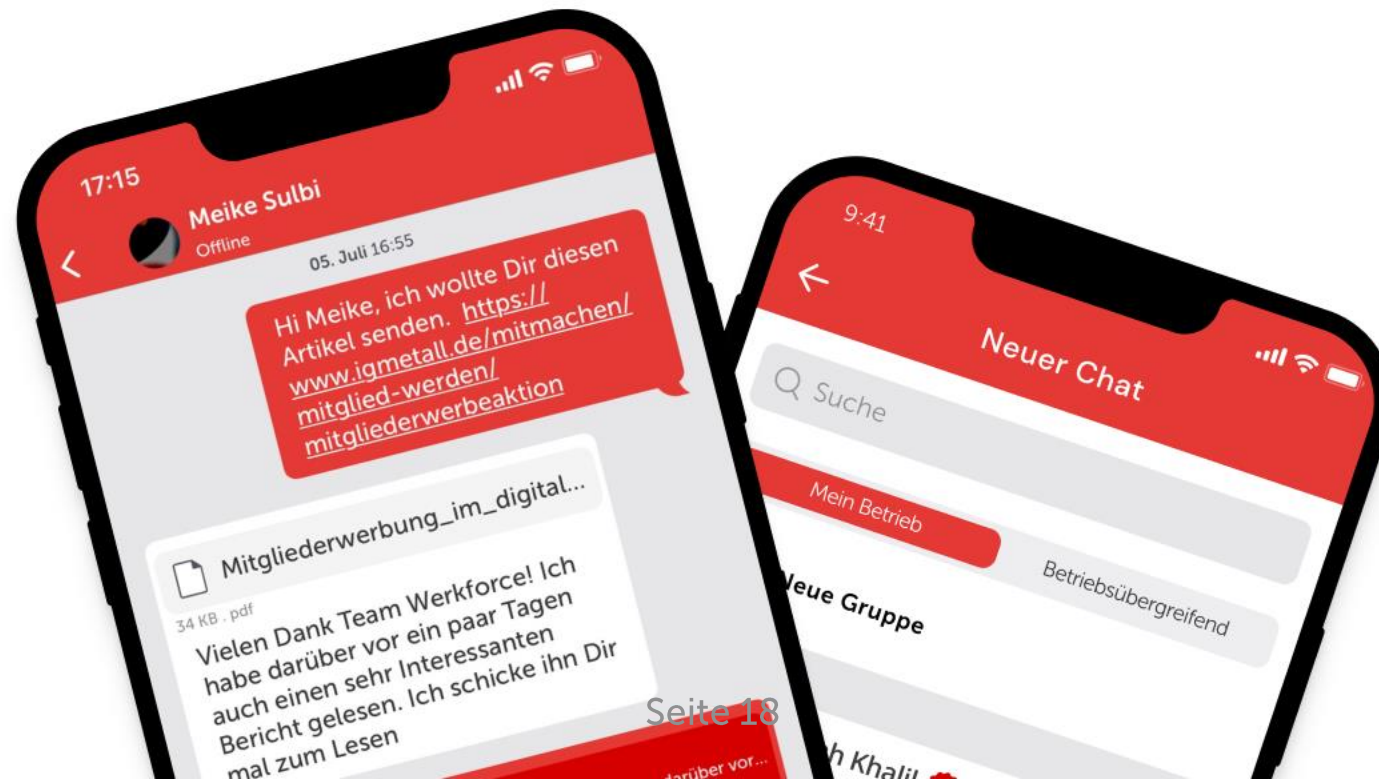 17:15
Meike Sulbi
Offline
05. Juli 16:55
Hi Meike, ich wollte Dir diesen
Artikel senden. https://
www.igmetall.de/mitmachen/
mitglied-werden/
mitgliederwerbeaktion
Mitgliederwerbung_im_digital...
34 KB . pdf
Vielen Dank Team Werkforce! Ich
habe darüber vor ein paar Tagen
auch einen sehr Interessanten
Bericht gelesen. Ich schicke ihn Dir
mal zum Lesen
darüber vor...
Seite 18
9:41
Neuer Chat
Suche
Mein Betrieb
Betriebsübergreifend
Neue Gruppe
Khalil